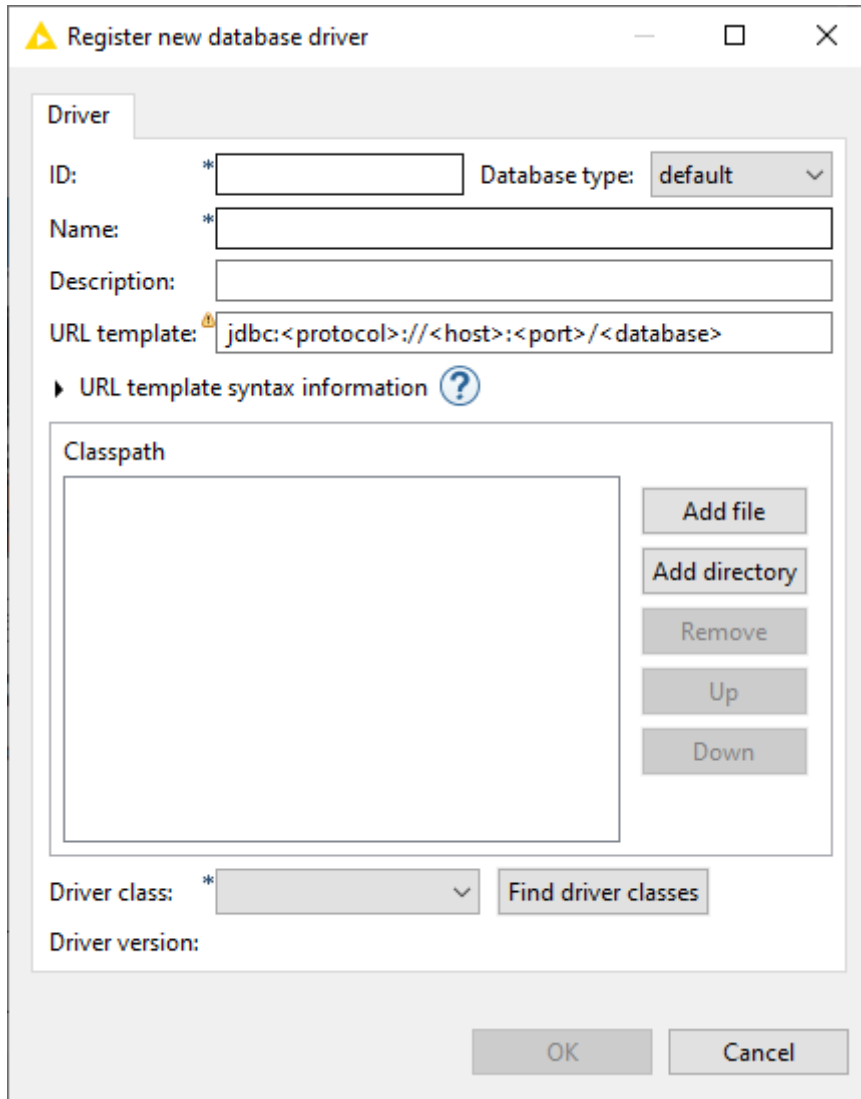 Register new database driver
Driver
ID: * Database type: default
Name: *
Description:
URL template: jdbc:<protocol>://<host>:<port>/<database>
URL template syntax information ?
Classpath
Add file
Add directory
Remove
Up
Down
Driver class: * Find driver classes
Driver version:
OK Cancel